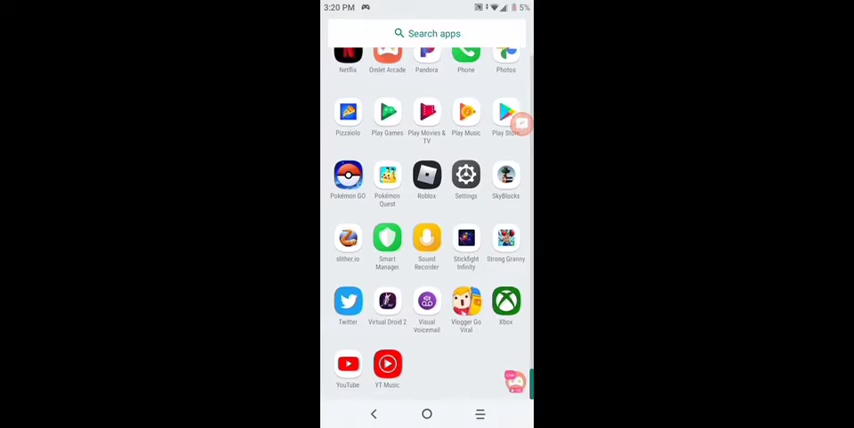 3:20 PM 5%
Search apps
Netflix Omlet Arcade Pandora Phone Photos
Pizzaiolo Play Games Play Movies & TV Play Music Play Store
Pokémon GO Pokémon Quest Roblox Settings SkyBlocks
slither.io Smart Manager Sound Recorder Stickfight Infinity Strong Granny
Twitter Virtual Droid 2 Visual Voicemail Vlogger Go Viral Xbox
YouTube YT Music